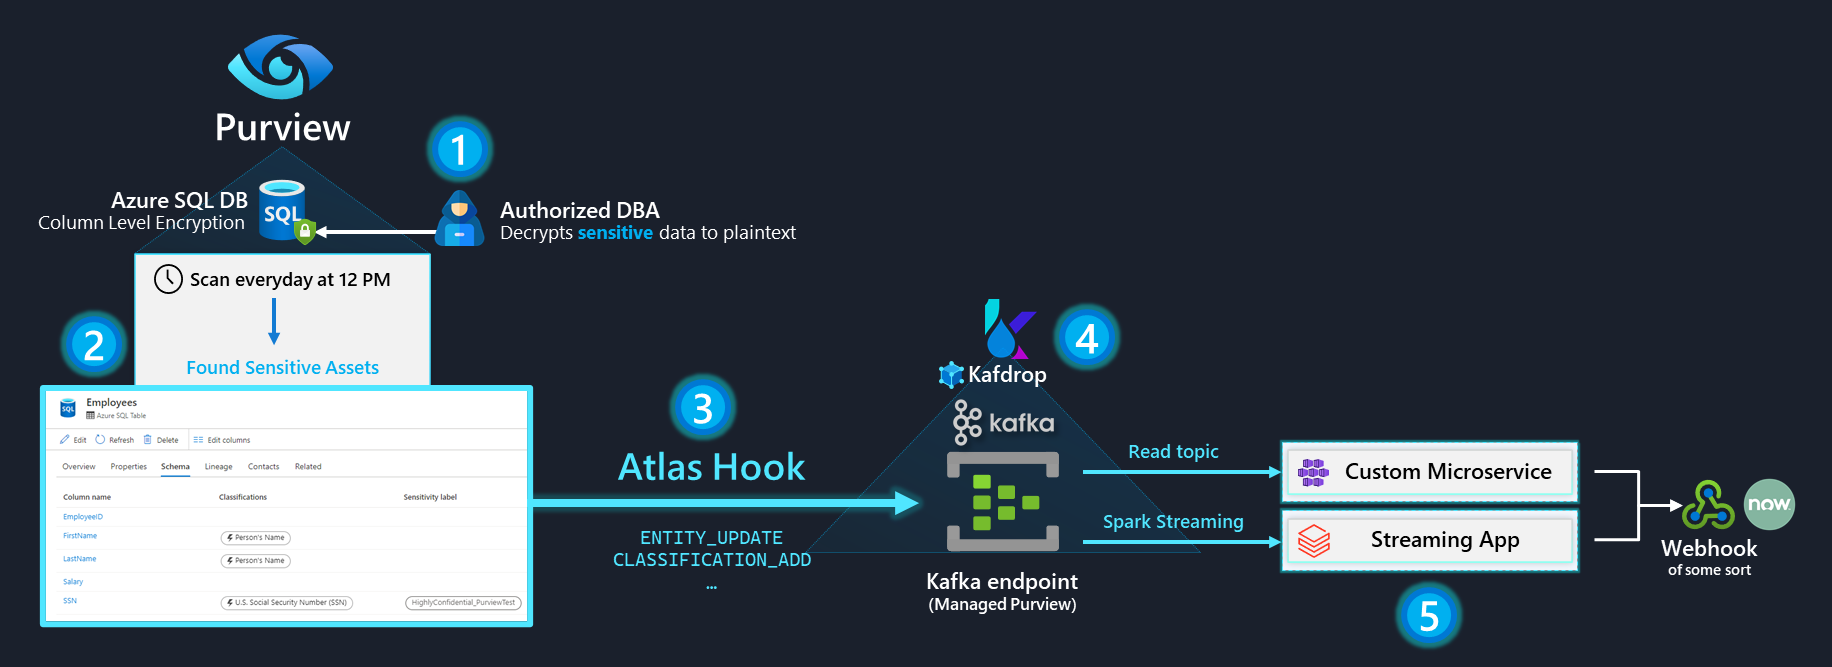 Purview
1
Azure SQL DB
Column Level Encryption
SQL
Authorized DBA
Decrypts sensitive data to plaintext
Scan everyday at 12 PM
2
Found Sensitive Assets
SQL
Employees
Azure SQL Table
Edit Refresh Delete Edit columns
Overview Properties Schema Lineage Contacts Related
Column name Classifications Sensitivity label
EmployeeID
FirstName Person's Name
LastName Person's Name
Salary
SSN U.S. Social Security Number (SSN) HighlyConfidential_PurviewTest
3
Atlas Hook
ENTITY_UPDATE
CLASSIFICATION_ADD
...
4
Kafdrop
kafka
Kafka endpoint
(Managed Purview)
Read topic
Custom Microservice
Spark Streaming
Streaming App
5
now
Webhook
of some sort